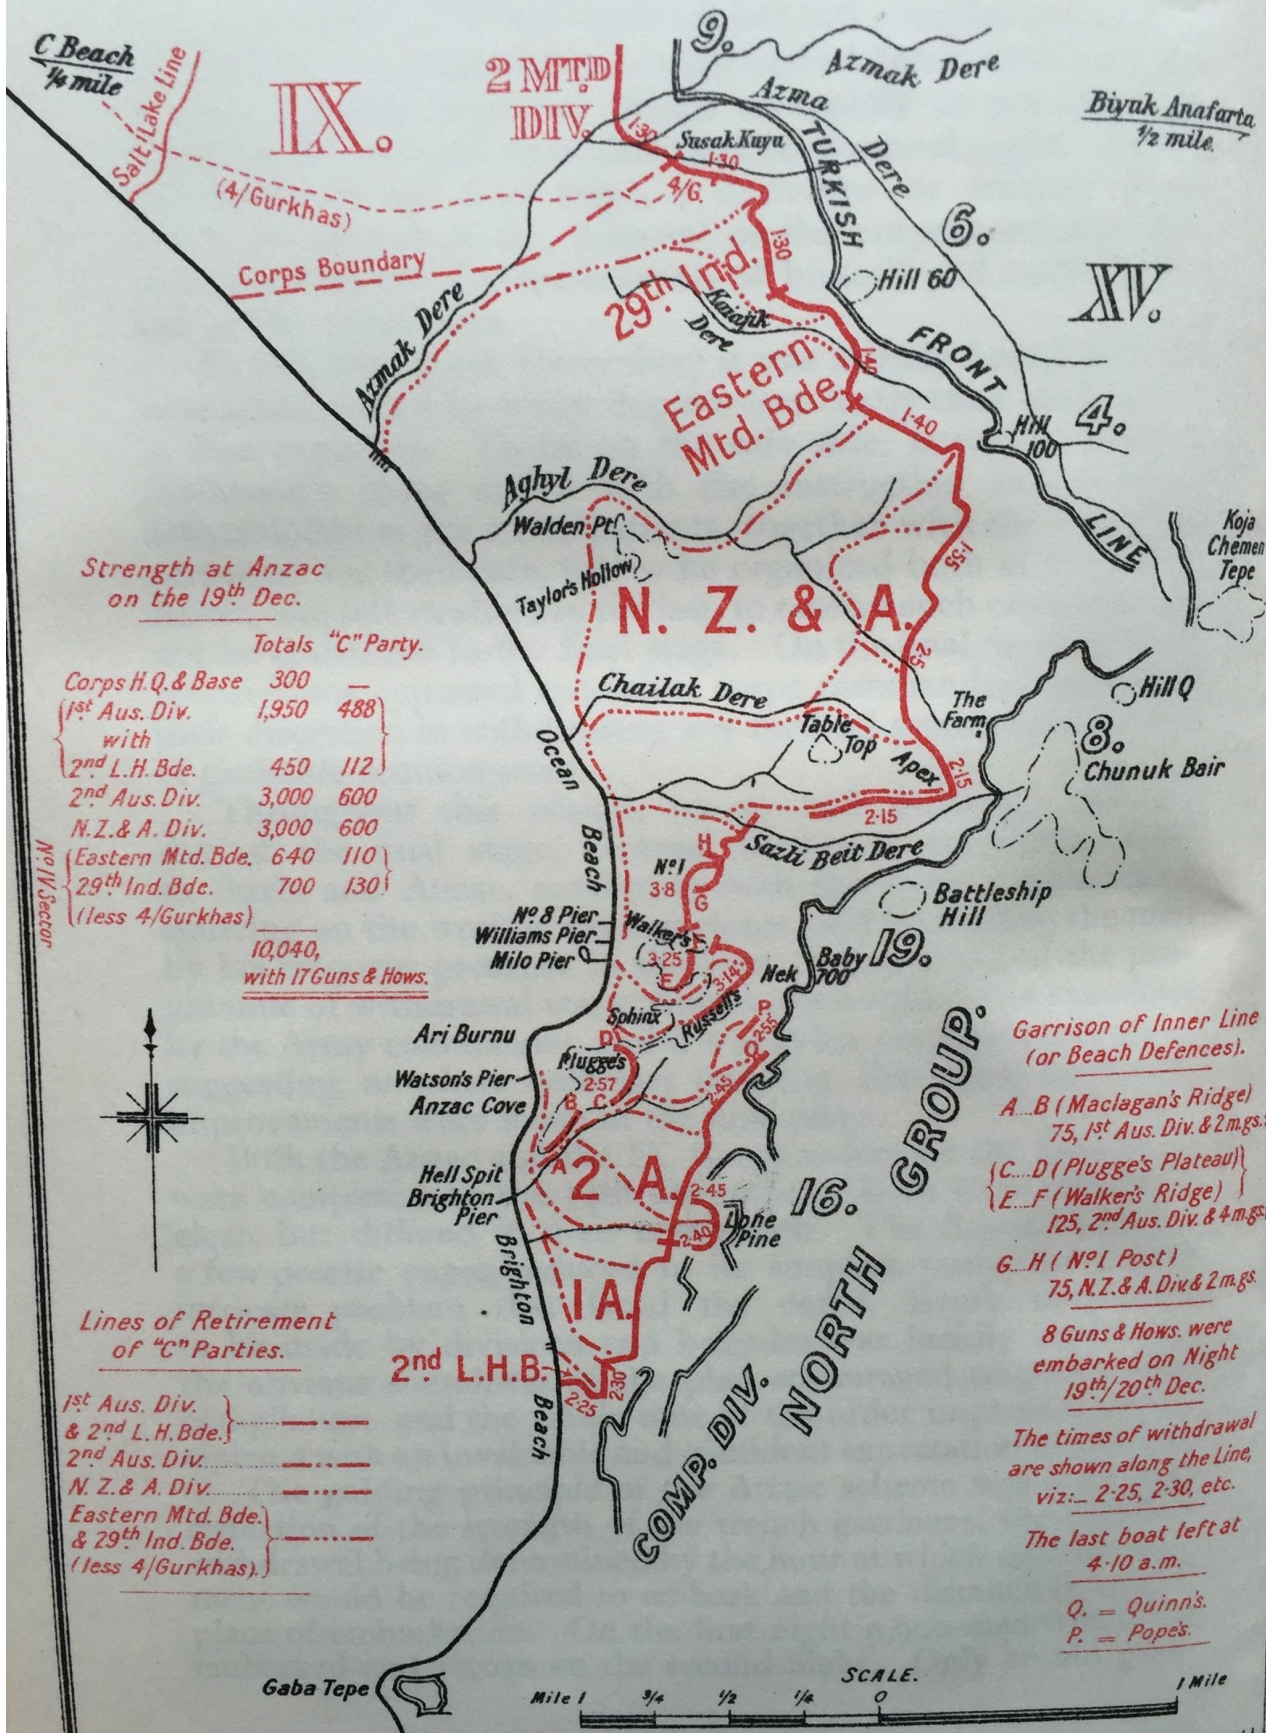 C Beach
¼ mile
Salt Lake Line
IX.
2 MTD
DIV.
9.
Azmak Dere
Azma Dere
Biyuk Anafarta
½ mile.
1·30
Susak Kuya
1·30
4/G.
(4/Gurkhas)
TURKISH
FRONT
LINE
6.
Corps Boundary
1·30
29th Ind.
Hill 60
XV.
Kaiajik
Dere
Azmak Dere
Eastern
Mtd. Bde.
1·40
4.
Hill
100
Aghyl Dere
Walden Pt.
Taylor's Hollow
Koja
Chemen
Tepe
1·55
N. Z. & A.
2·5
Strength at Anzac
on the 19th Dec.
Totals "C" Party.
Corps H.Q. & Base 300 —
1st Aus. Div. 1,950 488
with
2nd L.H. Bde. 450 112
2nd Aus. Div. 3,000 600
N.Z. & A. Div. 3,000 600
Eastern Mtd. Bde. 640 110
29th Ind. Bde. 700 130
(less 4/Gurkhas)
10,040,
with 17 Guns & Hows.
No IV Sector
Chailak Dere
The
Farm
Hill Q
Table
Top
Apex
2·15
8.
Chunuk Bair
Ocean
Beach
2·15
Sazli Beit Dere
H
No 1
3·8
G
Battleship
Hill
No 8 Pier
Williams Pier
Milo Pier
Walker's
F
3·25
E
3·14
Nek
Baby
700
19.
Sphinx
Russell's
Ari Burnu
D
P
2·55
Q
Plugge's
2·57
Watson's Pier
Anzac Cove
B C
2·45
A
2 A.
2·45
Hell Spit
Brighton
Pier
2·40
Lone
Pine
16.
Brighton
Beach
1 A.
2nd L.H.B.
2·30
2·25
COMP. DIV.
NORTH GROUP.
Garrison of Inner Line
(or Beach Defences).
A...B (Maclagan's Ridge)
75, 1st Aus. Div. & 2 m.gs.
C...D (Plugge's Plateau)
E...F (Walker's Ridge)
125, 2nd Aus. Div. & 4 m.gs.
G...H (No 1 Post)
75, N.Z. & A. Div. & 2 m.gs.
8 Guns & Hows. were
embarked on Night
19th/20th Dec.
The times of withdrawal
are shown along the Line,
viz:_ 2·25, 2·30, etc.
The last boat left at
4·10 a.m.
Q. = Quinn's.
P. = Pope's.
Lines of Retirement
of "C" Parties.
1st Aus. Div.
& 2nd L.H. Bde.
2nd Aus. Div.
N.Z. & A. Div.
Eastern Mtd. Bde.
& 29th Ind. Bde.
(less 4/Gurkhas).
Gaba Tepe
SCALE.
Mile 1 ¾ ½ ¼ 0 1 Mile